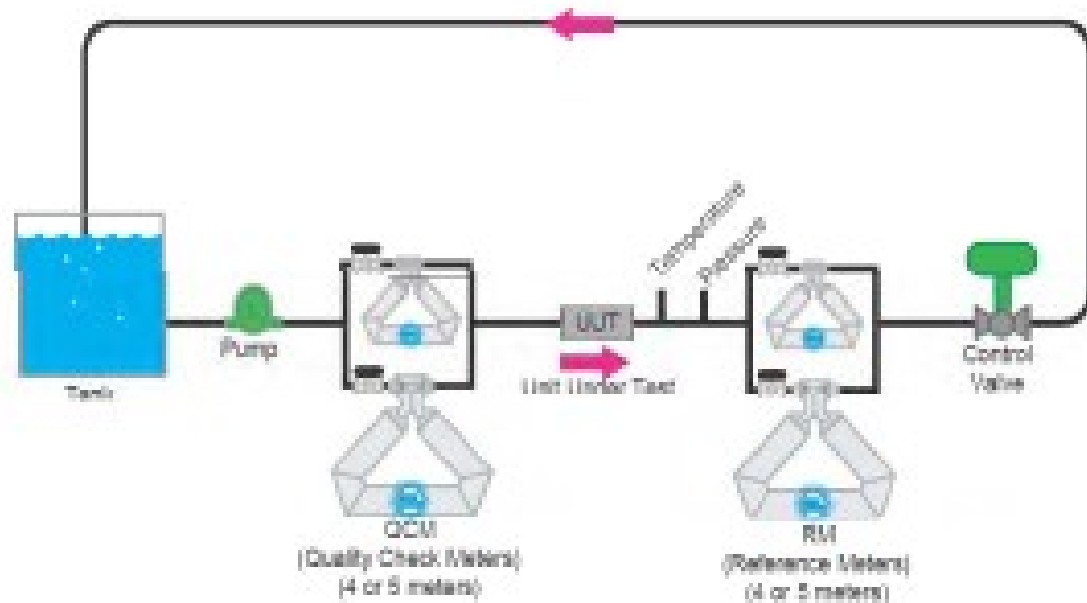 Temperature
Pressure
UUT
Pump
Tank
Unit Under Test
Control
Valve
QCM
(Quality Check Meters)
(4 or 5 meters)
RM
(Reference Meters)
(4 or 5 meters)